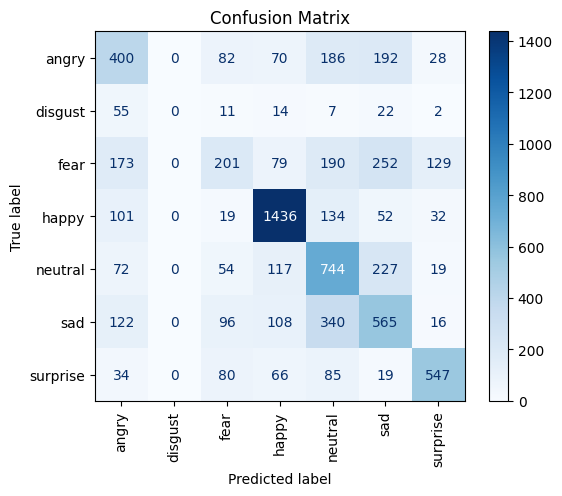 Confusion Matrix
True label
angry 400 0 82 70 186 192 28
disgust 55 0 11 14 7 22 2
fear 173 0 201 79 190 252 129
happy 101 0 19 1436 134 52 32
neutral 72 0 54 117 744 227 19
sad 122 0 96 108 340 565 16
surprise 34 0 80 66 85 19 547
angry disgust fear happy neutral sad surprise
Predicted label
1400
1200
1000
800
600
400
200
0